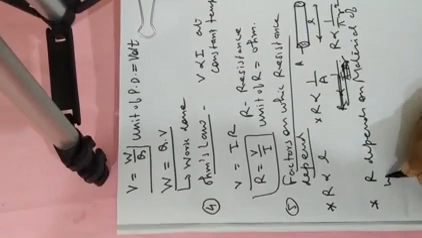 V = W/Q | unit of P.D. = Volt
W = Q.V
↳ Work done
④ Ohm's Law - V ∝ I at
constant temp
V = IR R - Resistance
R = V/I unit of R = ohm.
⑤ Factors on which Resistance
depend
* R ∝ l * R ∝ 1/A R ∝ 1/πr²
A l
* R depends on Material of